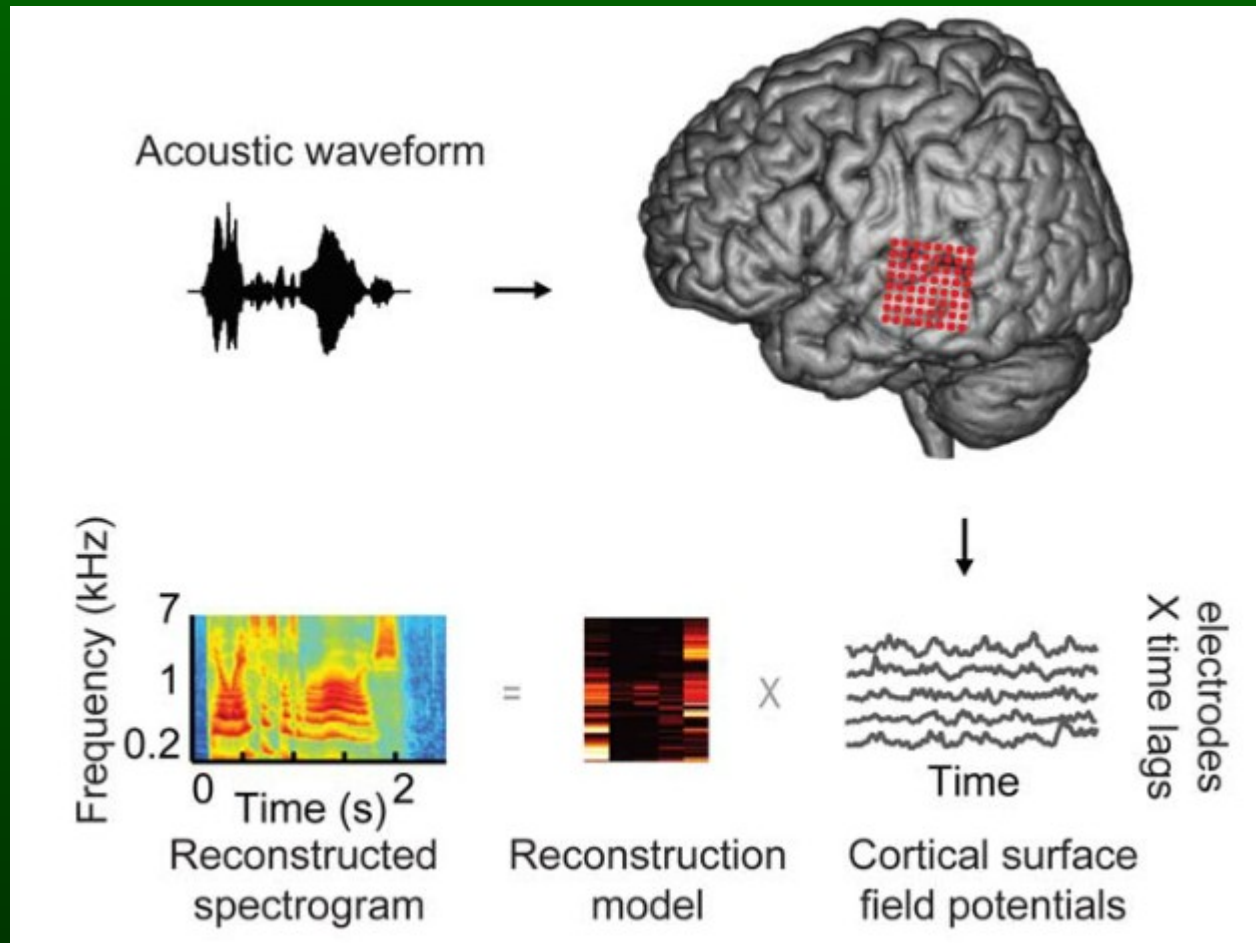 Acoustic waveform
Frequency (kHz)
7
1
0.2
0
2
Time (s)
Reconstructed
spectrogram
=
Reconstruction
model
X
Time
electrodes
X time lags
Cortical surface
field potentials